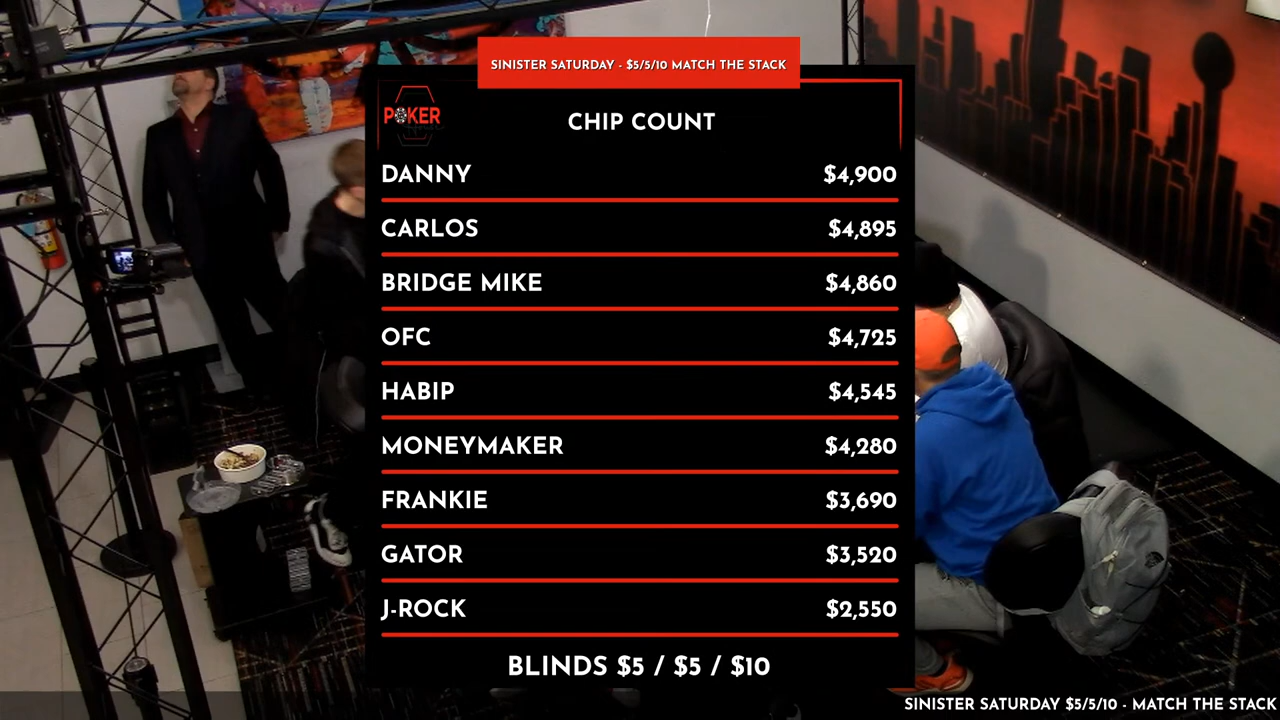 SINISTER SATURDAY - $5/5/10 MATCH THE STACK
POKER
CHIP COUNT
DANNY $4,900
CARLOS $4,895
BRIDGE MIKE $4,860
OFC $4,725
HABIP $4,545
MONEYMAKER $4,280
FRANKIE $3,690
GATOR $3,520
J-ROCK $2,550
BLINDS $5 / $5 / $10
SINISTER SATURDAY $5/5/10 - MATCH THE STACK